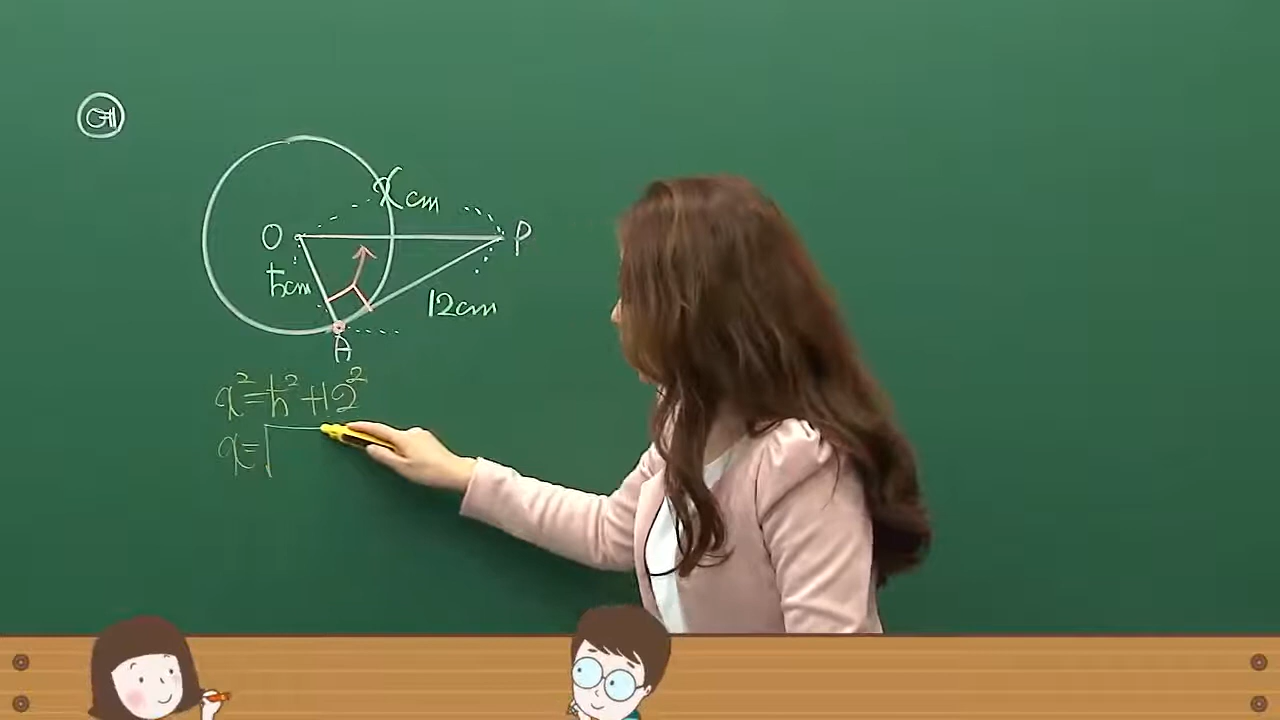 예
x cm
O
P
5cm
12cm
A
x²=5²+12²
x=√